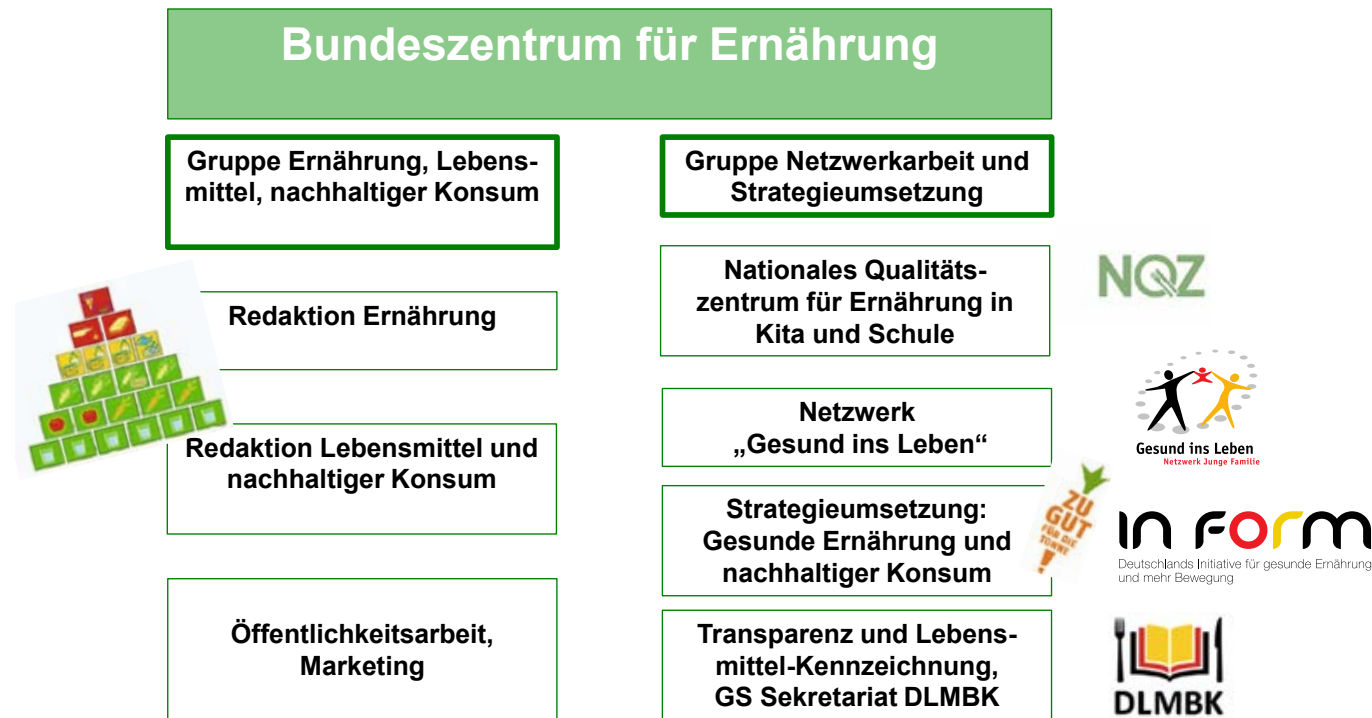 Bundeszentrum für Ernährung
Gruppe Ernährung, Lebens-
mittel, nachhaltiger Konsum
Redaktion Ernährung
Redaktion Lebensmittel und
nachhaltiger Konsum
Öffentlichkeitsarbeit,
Marketing
Gruppe Netzwerkarbeit und
Strategieumsetzung
Nationales Qualitäts-
zentrum für Ernährung in
Kita und Schule
NQZ
Netzwerk
„Gesund ins Leben“
Gesund ins Leben
Netzwerk Junge Familie
Strategieumsetzung:
Gesunde Ernährung und
nachhaltiger Konsum
ZU
GUT
FÜR DIE
TONNE
!
IN FORM
Deutschlands Initiative für gesunde Ernährung
und mehr Bewegung
Transparenz und Lebens-
mittel-Kennzeichnung,
GS Sekretariat DLMBK
DLMBK